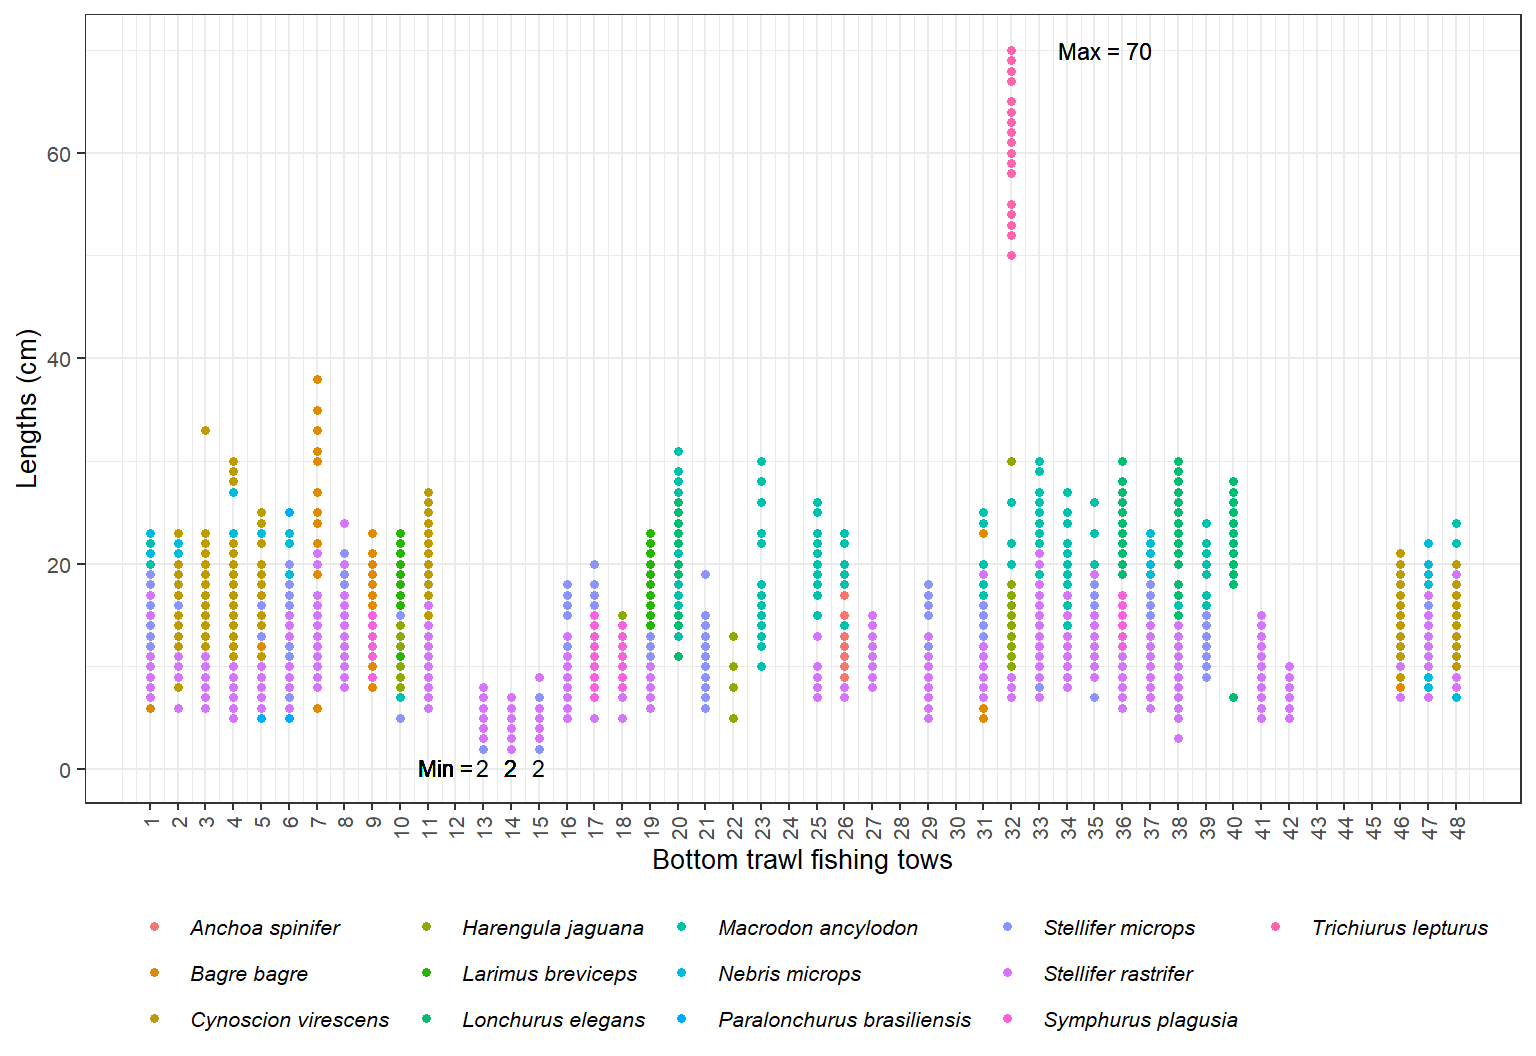 Max = 70
60
40
20
0
Lengths (cm)
Min = 2 2 2
1 2 3 4 5 6 7 8 9 10 11 12 13 14 15 16 17 18 19 20 21 22 23 24 25 26 27 28 29 30 31 32 33 34 35 36 37 38 39 40 41 42 43 44 45 46 47 48
Bottom trawl fishing tows
Anchoa spinifer Harengula jaguana Macrodon ancylodon Stellifer microps Trichiurus lepturus
Bagre bagre Larimus breviceps Nebris microps Stellifer rastrifer
Cynoscion virescens Lonchurus elegans Paralonchurus brasiliensis Symphurus plagusia